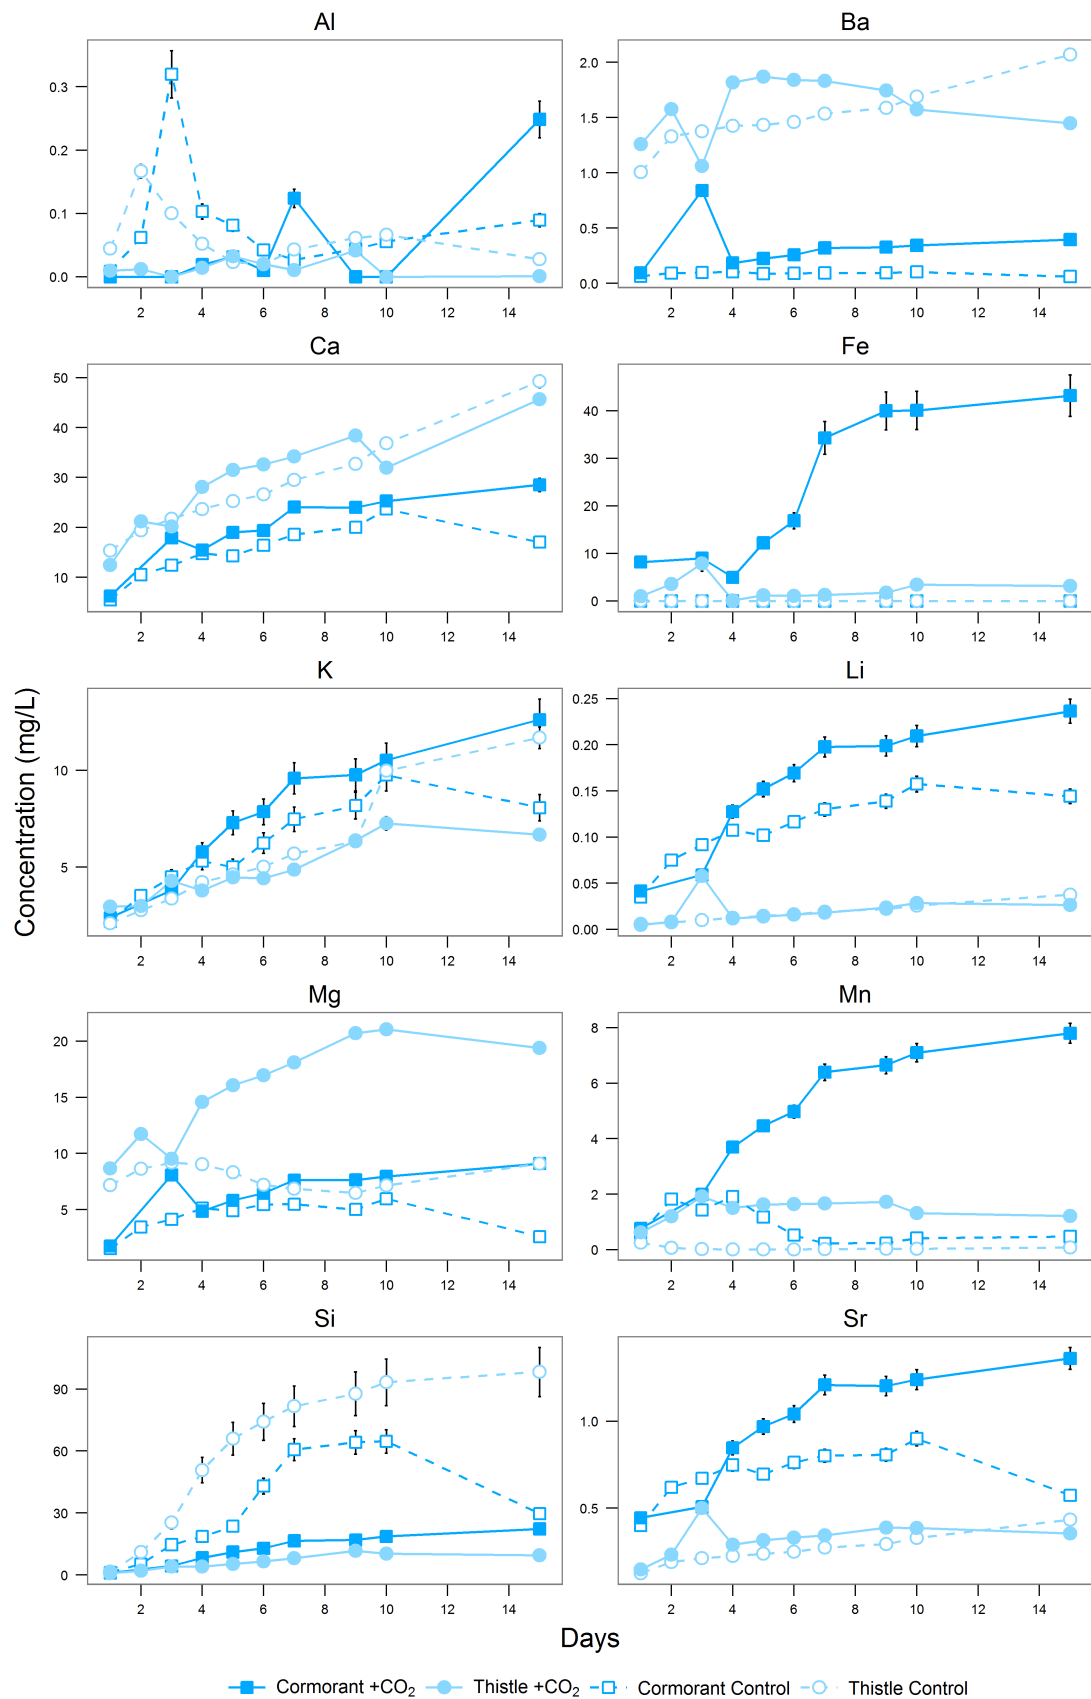 Al
Ba
0.3
0.2
0.1
0.0
2 4 6 8 10 12 14
2.0
1.5
1.0
0.5
0.0
2 4 6 8 10 12 14
Ca
Fe
50
40
30
20
10
2 4 6 8 10 12 14
40
30
20
10
0
2 4 6 8 10 12 14
K
Li
10
5
2 4 6 8 10 12 14
0.25
0.20
0.15
0.10
0.05
0.00
2 4 6 8 10 12 14
Concentration (mg/L)
Mg
Mn
20
15
10
5
2 4 6 8 10 12 14
8
6
4
2
0
2 4 6 8 10 12 14
Si
Sr
90
60
30
0
2 4 6 8 10 12 14
1.0
0.5
2 4 6 8 10 12 14
Days
Cormorant +CO₂ Thistle +CO₂ Cormorant Control Thistle Control